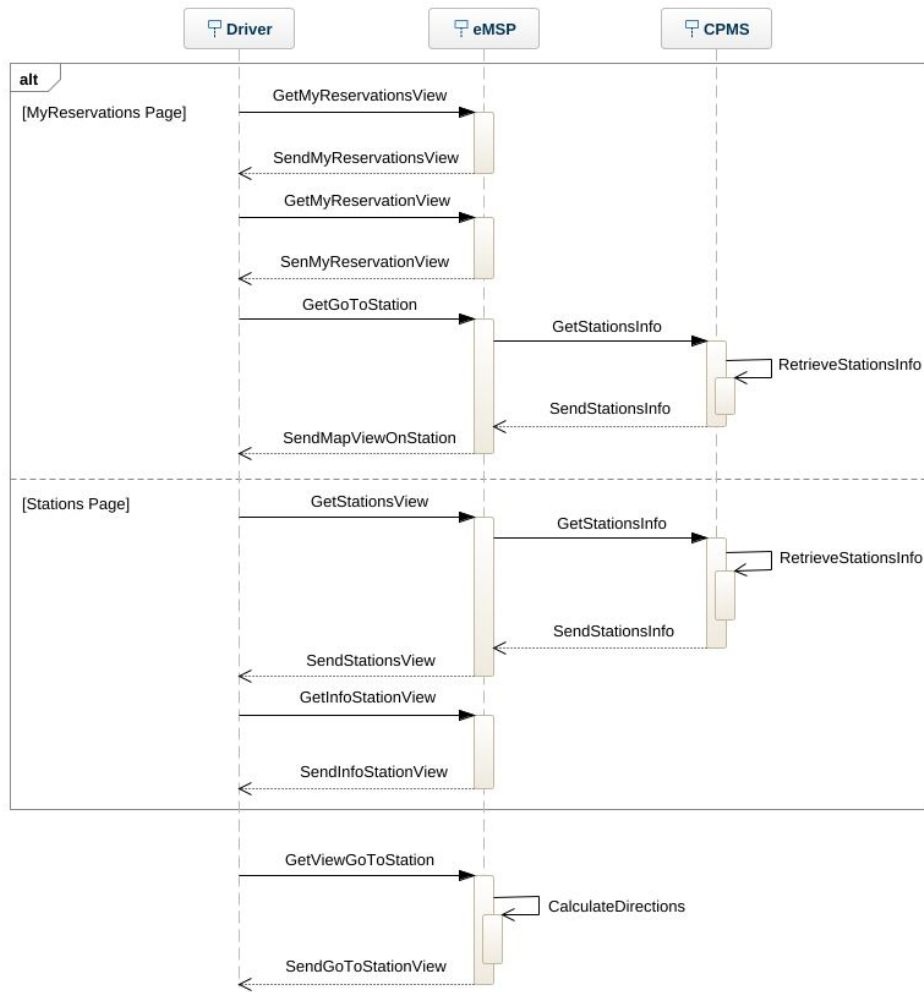 Driver
eMSP
CPMS
alt
[MyReservations Page]
GetMyReservationsView
SendMyReservationsView
GetMyReservationView
SenMyReservationView
GetGoToStation
GetStationsInfo
RetrieveStationsInfo
SendStationsInfo
SendMapViewOnStation
[Stations Page]
GetStationsView
GetStationsInfo
RetrieveStationsInfo
SendStationsInfo
SendStationsView
GetInfoStationView
SendInfoStationView
GetViewGoToStation
CalculateDirections
SendGoToStationView